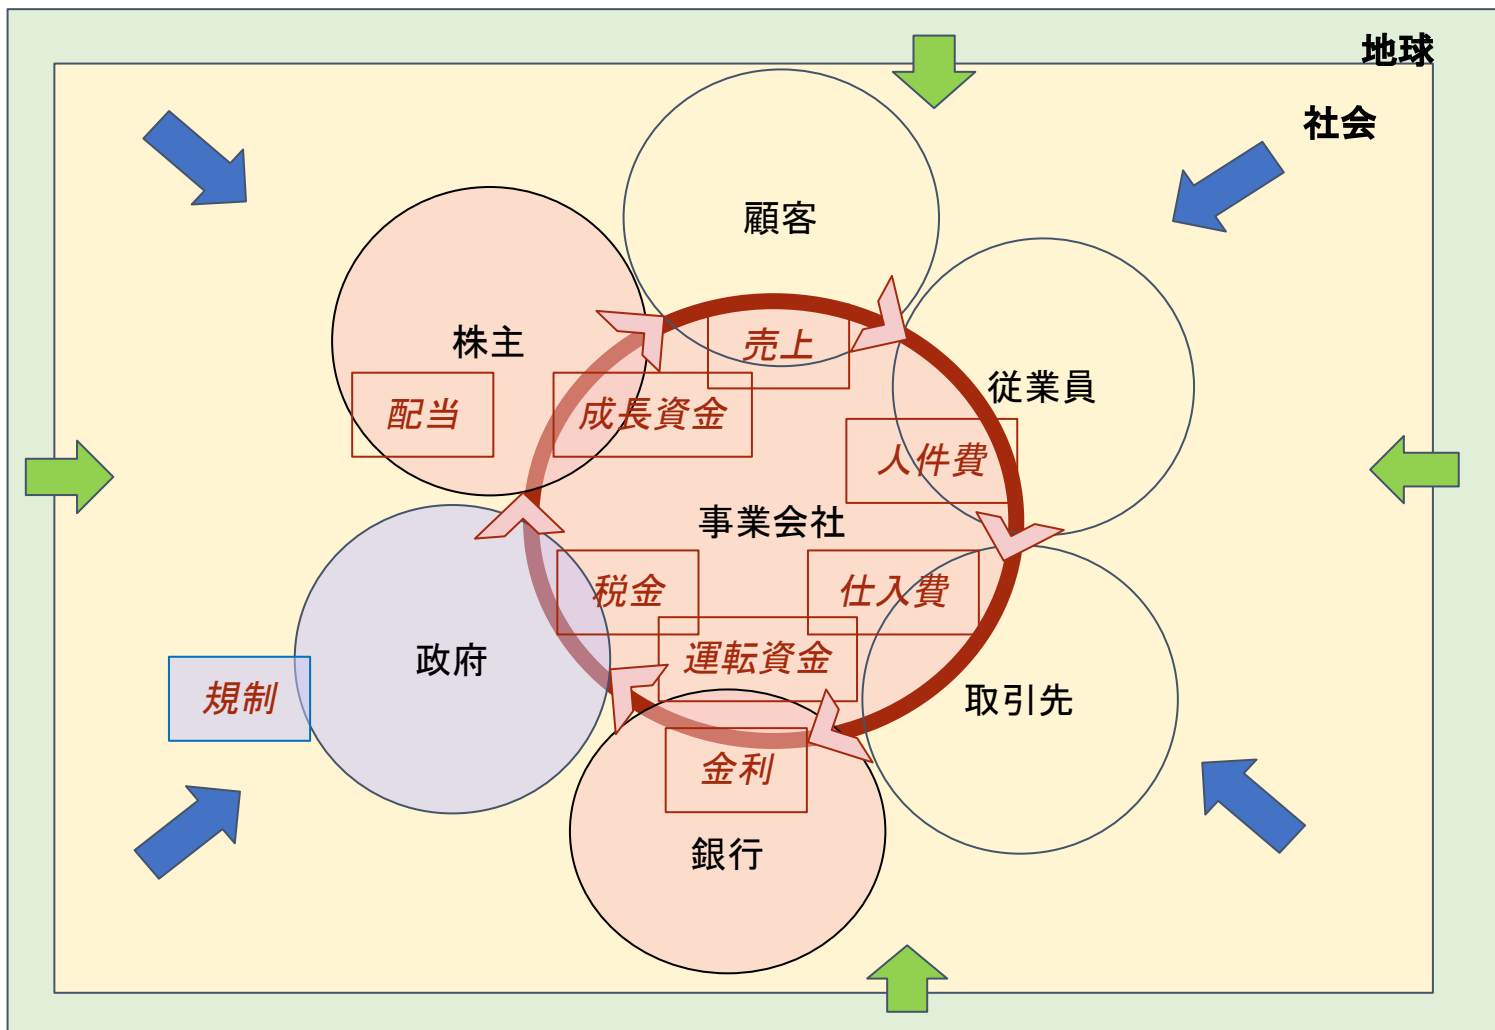 地球
社会
顧客
株主
売上
従業員
配当
成長資金
人件費
事業会社
税金
仕入費
運転資金
政府
規制
取引先
金利
銀行